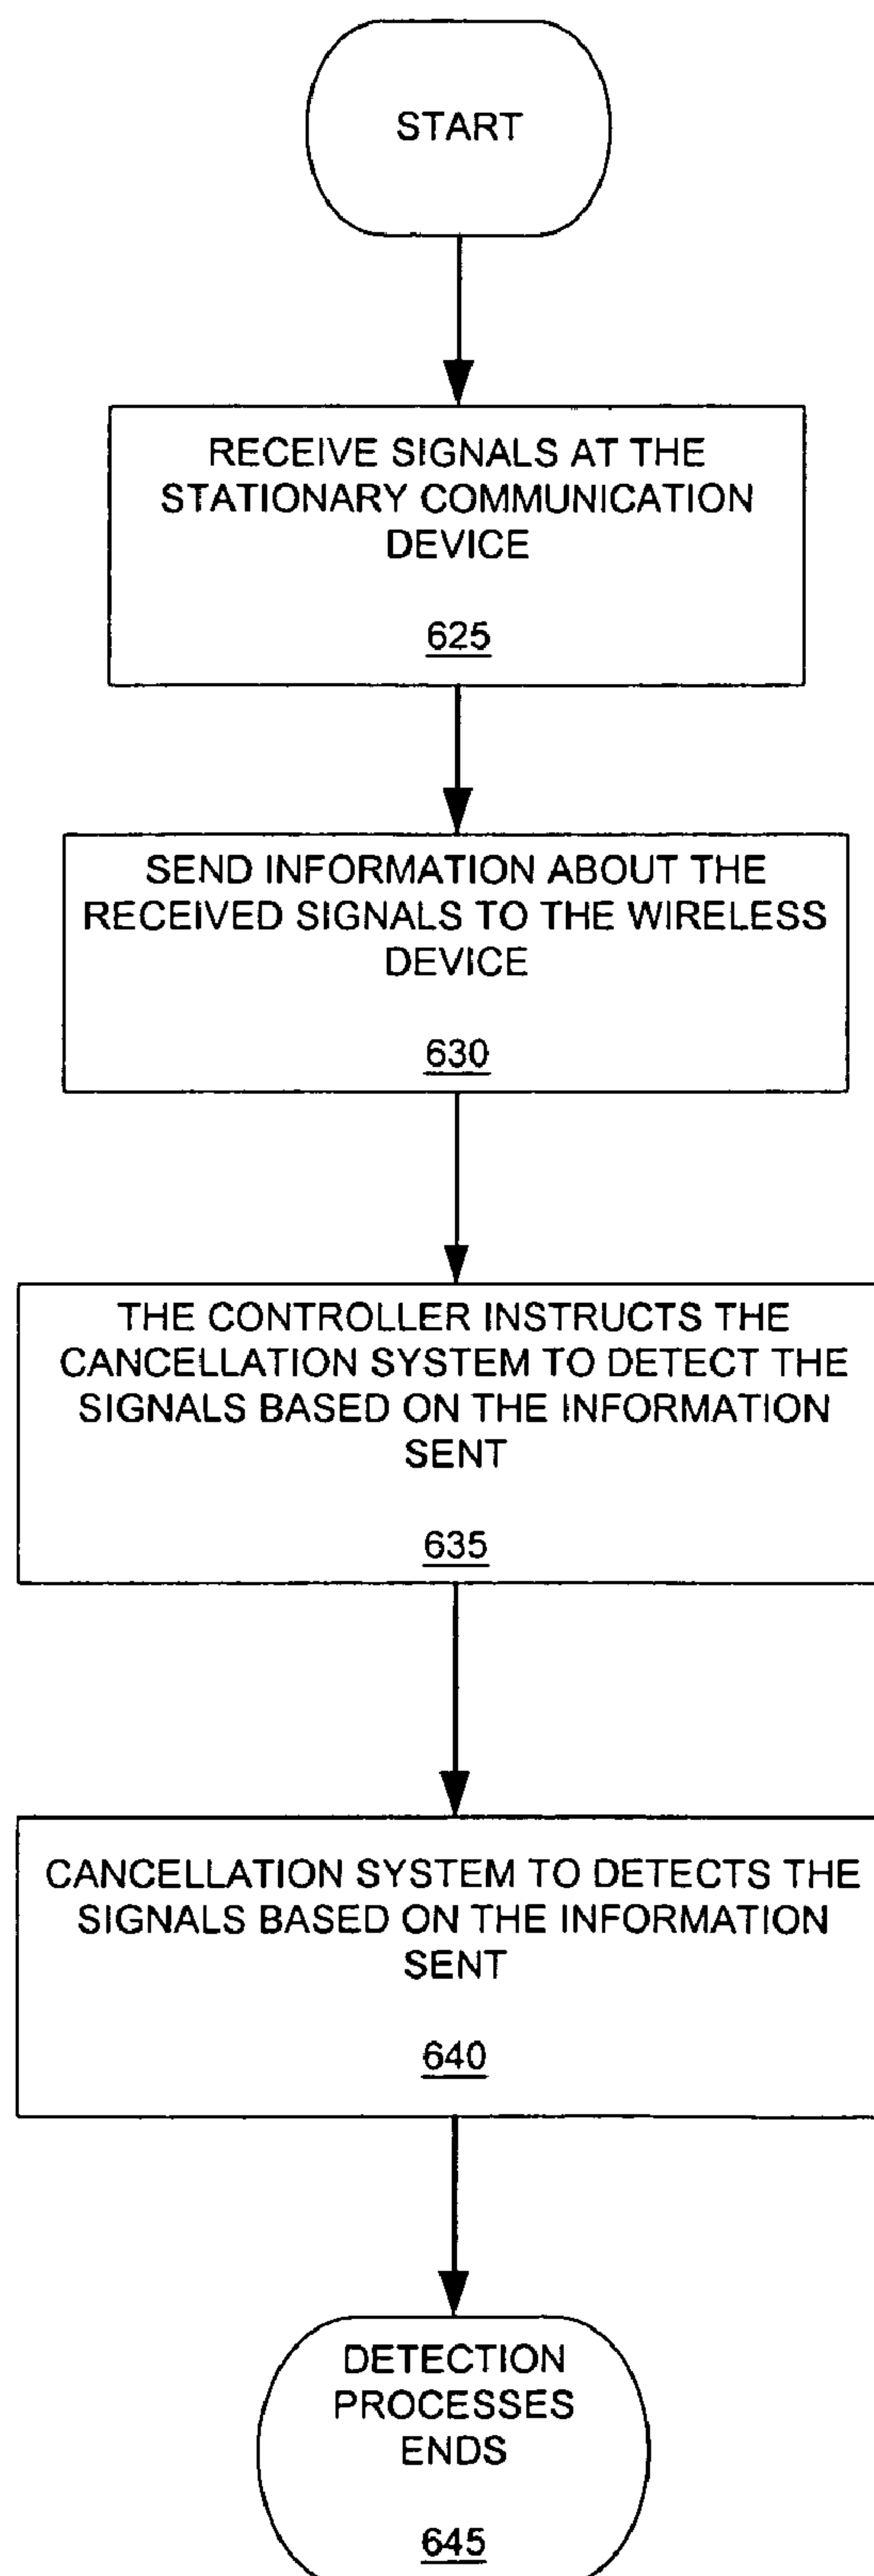 START
RECEIVE SIGNALS AT THE
STATIONARY COMMUNICATION
DEVICE
625
SEND INFORMATION ABOUT THE
RECEIVED SIGNALS TO THE WIRELESS
DEVICE
630
THE CONTROLLER INSTRUCTS THE
CANCELLATION SYSTEM TO DETECT THE
SIGNALS BASED ON THE INFORMATION
SENT
635
CANCELLATION SYSTEM TO DETECTS THE
SIGNALS BASED ON THE INFORMATION
SENT
640
DETECTION
PROCESSES
ENDS
645